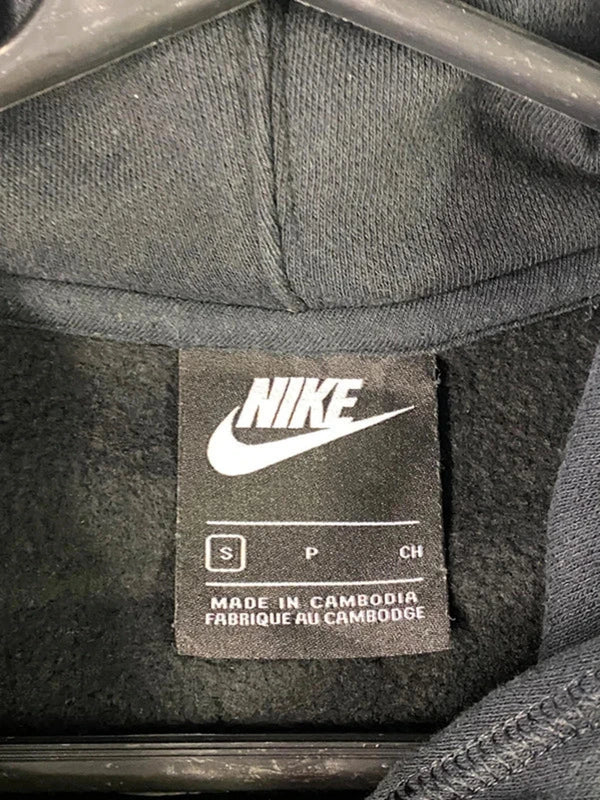 NIKE
S P CH
MADE IN CAMBODIA
FABRIQUE AU CAMBODGE